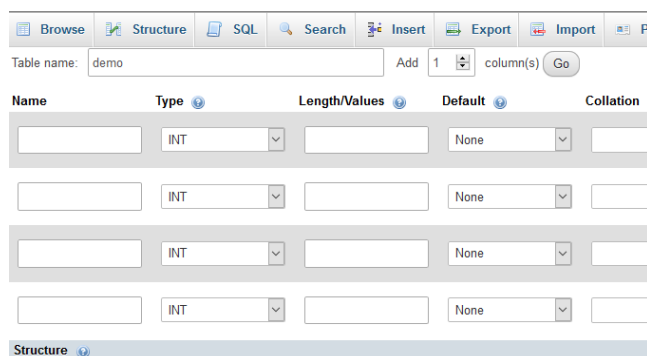 Browse Structure SQL Search Insert Export Import P
Table name: demo Add 1 column(s) Go
Name Type Length/Values Default Collation
INT None
INT None
INT None
INT None
Structure